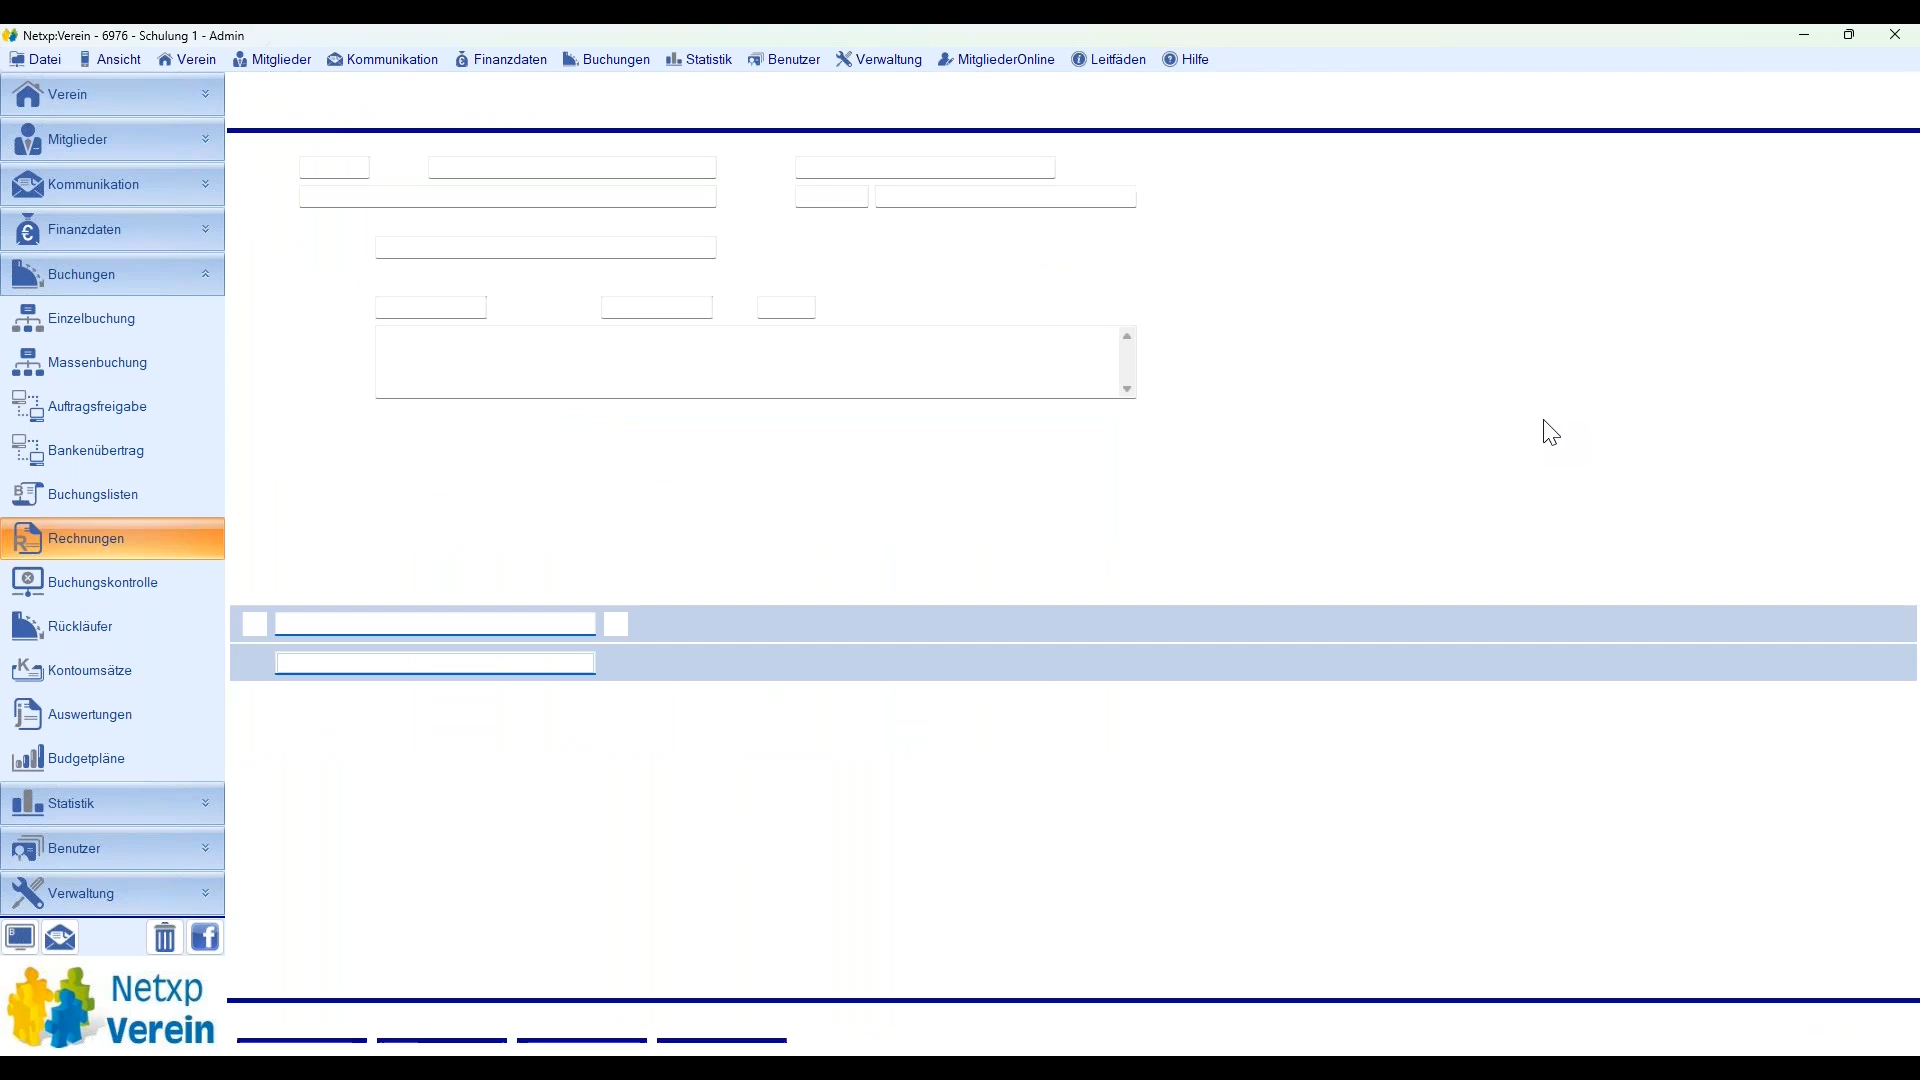 Netxp:Verein - 6976 - Schulung 1 - Admin
Datei Ansicht Verein Mitglieder Kommunikation Finanzdaten Buchungen Statistik Benutzer Verwaltung MitgliederOnline Leitfäden Hilfe
Verein
Mitglieder
Kommunikation
Finanzdaten
Buchungen
Einzelbuchung
Massenbuchung
Auftragsfreigabe
Bankenübertrag
Buchungslisten
Rechnungen
Buchungskontrolle
Rückläufer
Kontoumsätze
Auswertungen
Budgetpläne
Statistik
Benutzer
Verwaltung
Netxp
Verein